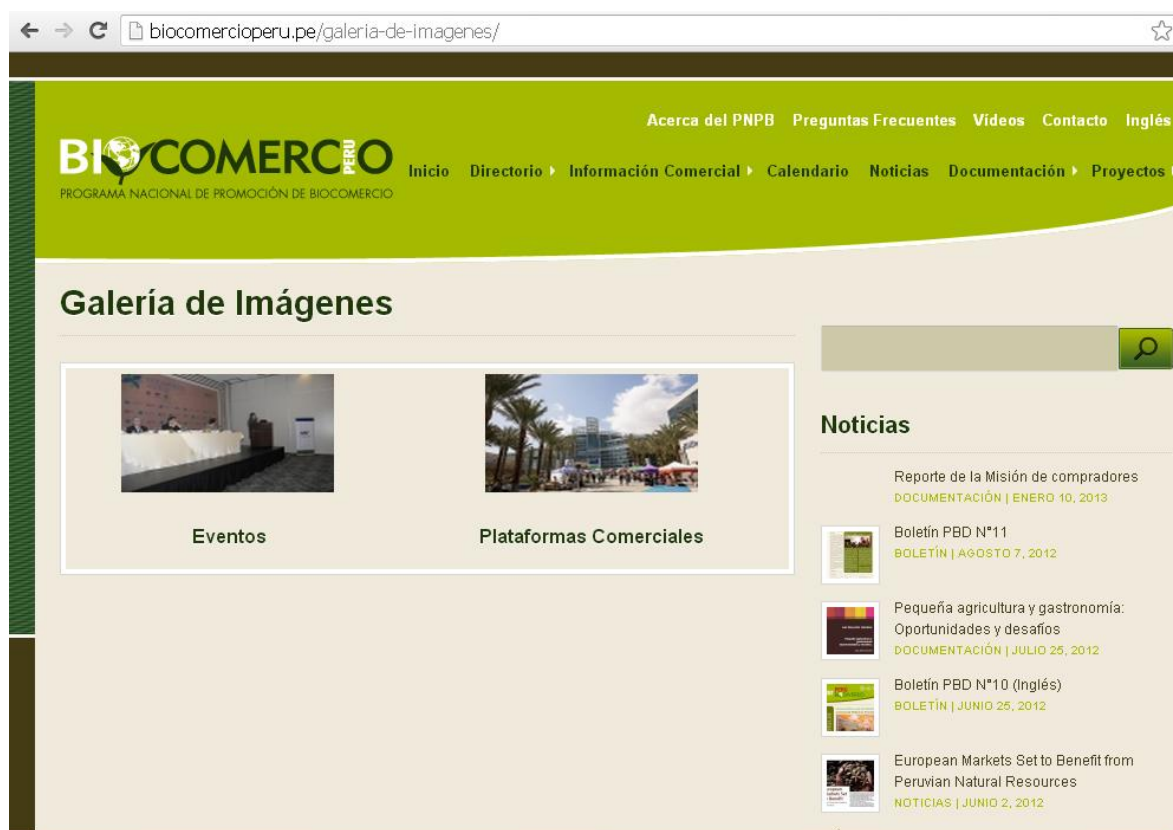 biocomercioperu.pe/galeria-de-imagenes/
Acerca del PNPB Preguntas Frecuentes Vídeos Contacto Inglés
BIOCOMERCIO PERU
PROGRAMA NACIONAL DE PROMOCIÓN DE BIOCOMERCIO
Inicio Directorio Información Comercial Calendario Noticias Documentación Proyectos
Galería de Imágenes
Eventos Plataformas Comerciales
Noticias
Reporte de la Misión de compradores
DOCUMENTACIÓN | ENERO 10, 2013
Boletín PBD N°11
BOLETÍN | AGOSTO 7, 2012
Pequeña agricultura y gastronomía:
Oportunidades y desafíos
DOCUMENTACIÓN | JULIO 25, 2012
Boletín PBD N°10 (Inglés)
BOLETÍN | JUNIO 25, 2012
European Markets Set to Benefit from
Peruvian Natural Resources
NOTICIAS | JUNIO 2, 2012